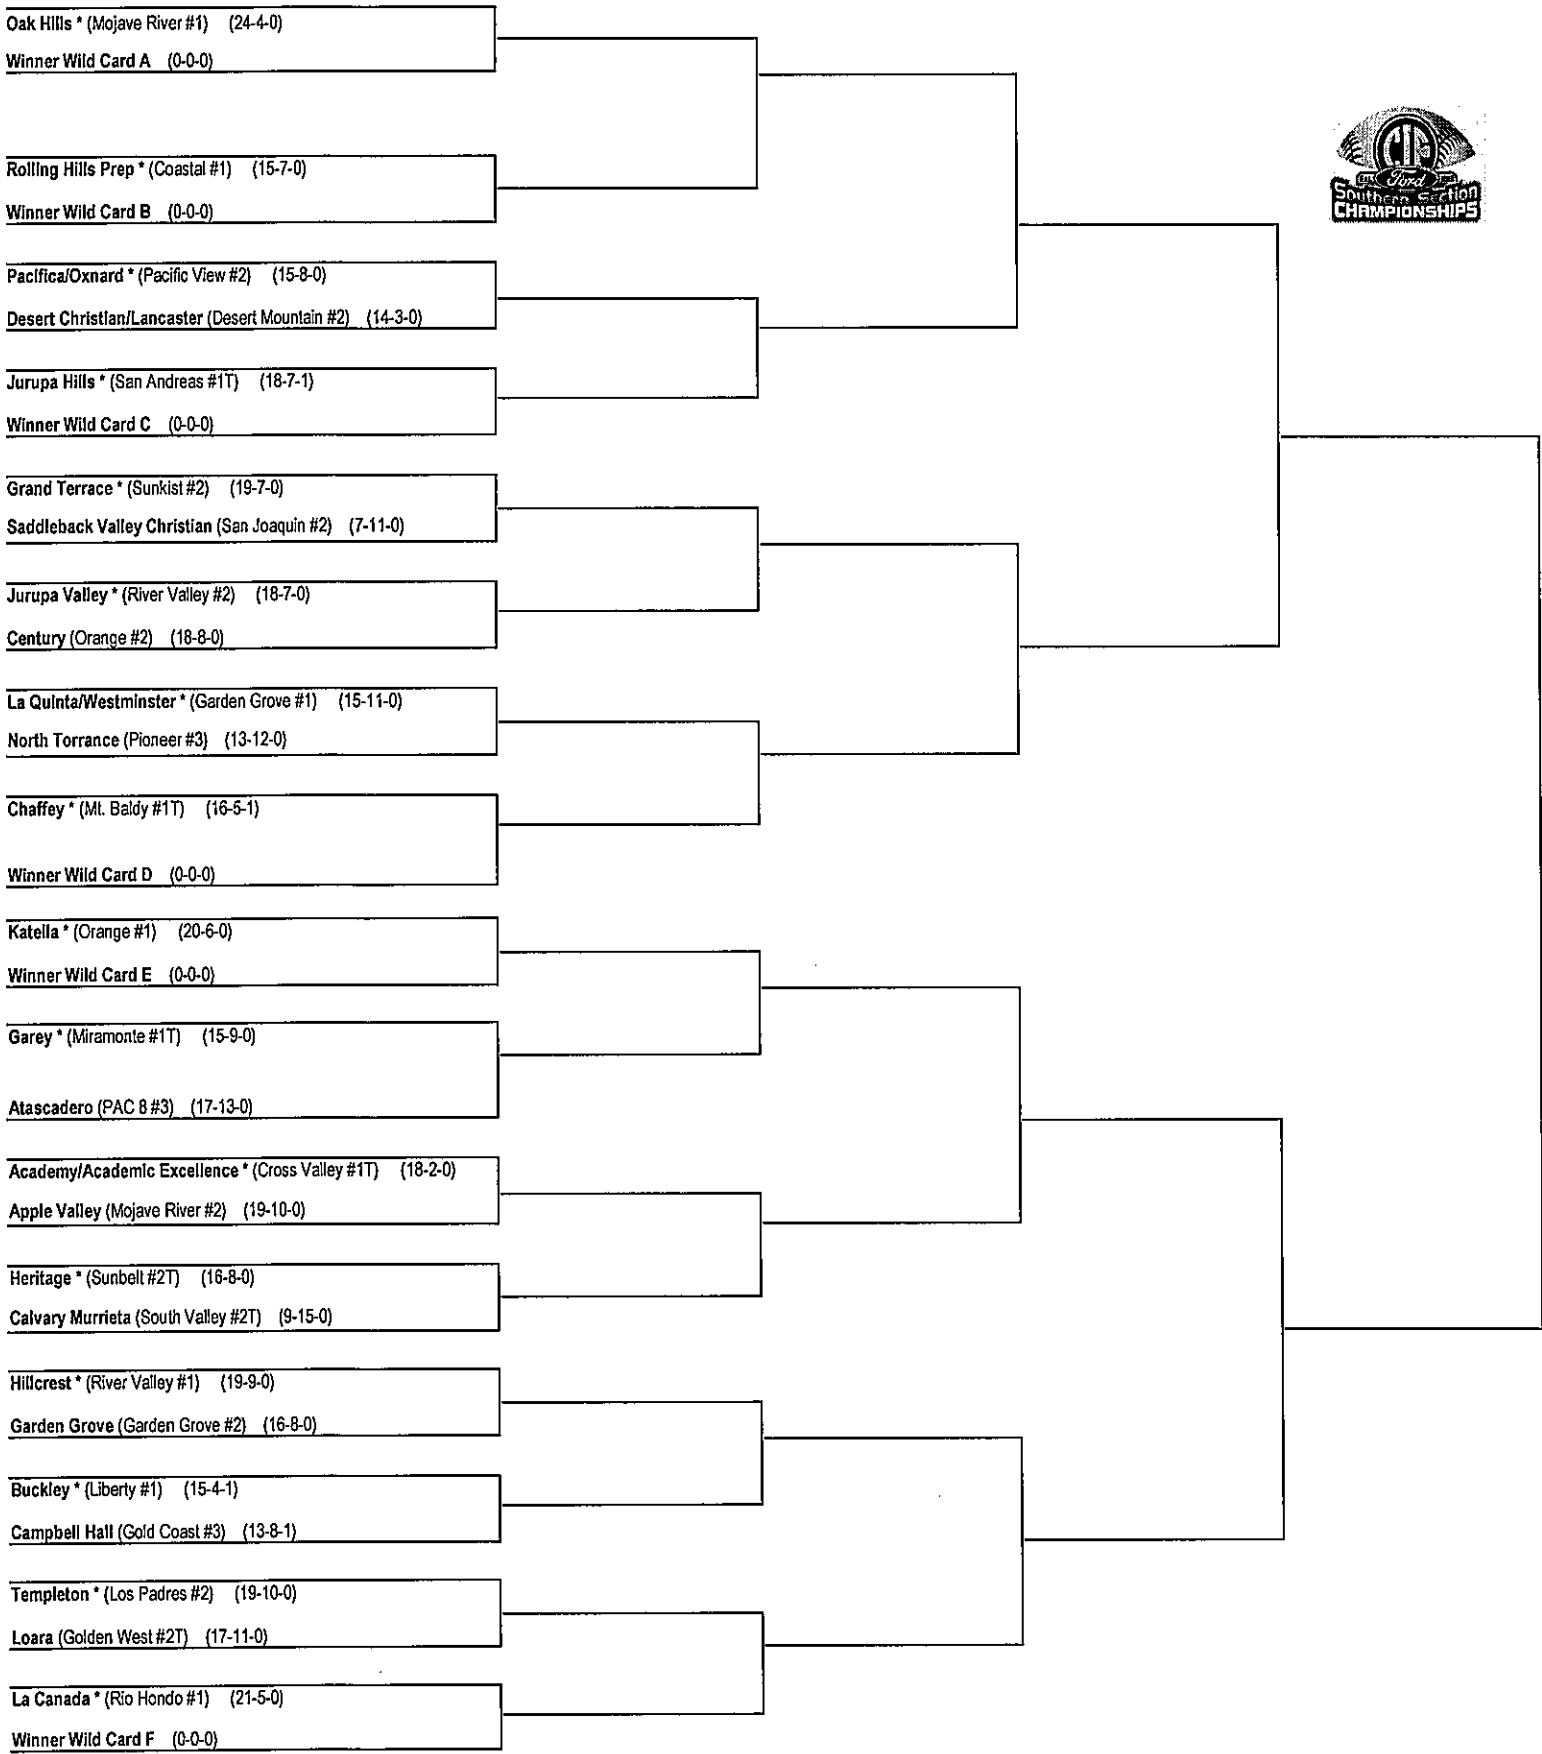 Oak Hills * (Mojave River #1) (24-4-0)
Winner Wild Card A (0-0-0)
Rolling Hills Prep * (Coastal #1) (15-7-0)
Winner Wild Card B (0-0-0)
Pacifica/Oxnard * (Pacific View #2) (15-8-0)
Desert Christian/Lancaster (Desert Mountain #2) (14-3-0)
Jurupa Hills * (San Andreas #1T) (18-7-1)
Winner Wild Card C (0-0-0)
Grand Terrace * (Sunkist #2) (19-7-0)
Saddleback Valley Christian (San Joaquin #2) (7-11-0)
Jurupa Valley * (River Valley #2) (18-7-0)
Century (Orange #2) (18-8-0)
La Quinta/Westminster * (Garden Grove #1) (15-11-0)
North Torrance (Pioneer #3) (13-12-0)
Chaffey * (Mt. Baldy #1T) (16-5-1)
Winner Wild Card D (0-0-0)
Katella * (Orange #1) (20-6-0)
Winner Wild Card E (0-0-0)
Garey * (Miramonte #1T) (15-9-0)
Atascadero (PAC 8 #3) (17-13-0)
Academy/Academic Excellence * (Cross Valley #1T) (18-2-0)
Apple Valley (Mojave River #2) (19-10-0)
Heritage * (Sunbelt #2T) (16-8-0)
Calvary Murrieta (South Valley #2T) (9-15-0)
Hillcrest * (River Valley #1) (19-9-0)
Garden Grove (Garden Grove #2) (16-8-0)
Buckley * (Liberty #1) (15-4-1)
Campbell Hall (Gold Coast #3) (13-8-1)
Templeton * (Los Padres #2) (19-10-0)
Loara (Golden West #2T) (17-11-0)
La Canada * (Rio Hondo #1) (21-5-0)
Winner Wild Card F (0-0-0)
CIF
Ford
Southern Section
CHAMPIONSHIPS